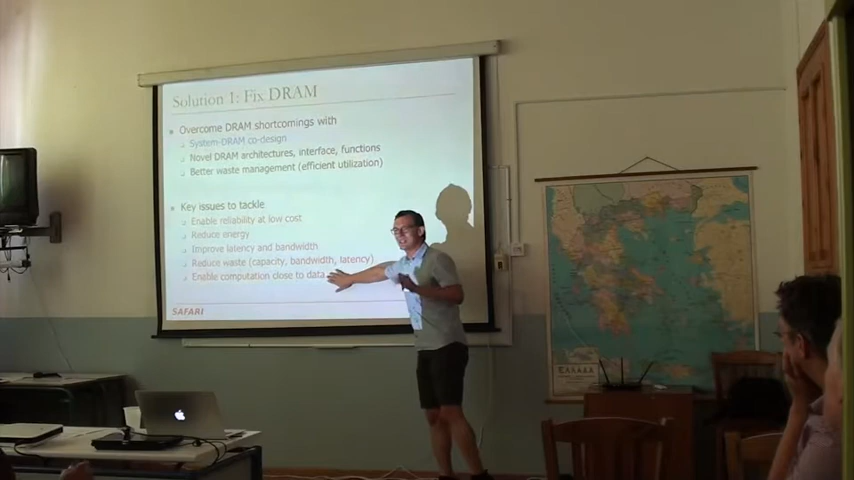 Solution 1: Fix DRAM
Overcome DRAM shortcomings with
System-DRAM co-design
Novel DRAM architectures, interface, functions
Better waste management (efficient utilization)
Key issues to tackle
Enable reliability at low cost
Reduce energy
Improve latency and bandwidth
Reduce waste (capacity, bandwidth, latency)
Enable computation close to data
SAFARI
ΕΛΛΑΔΑ